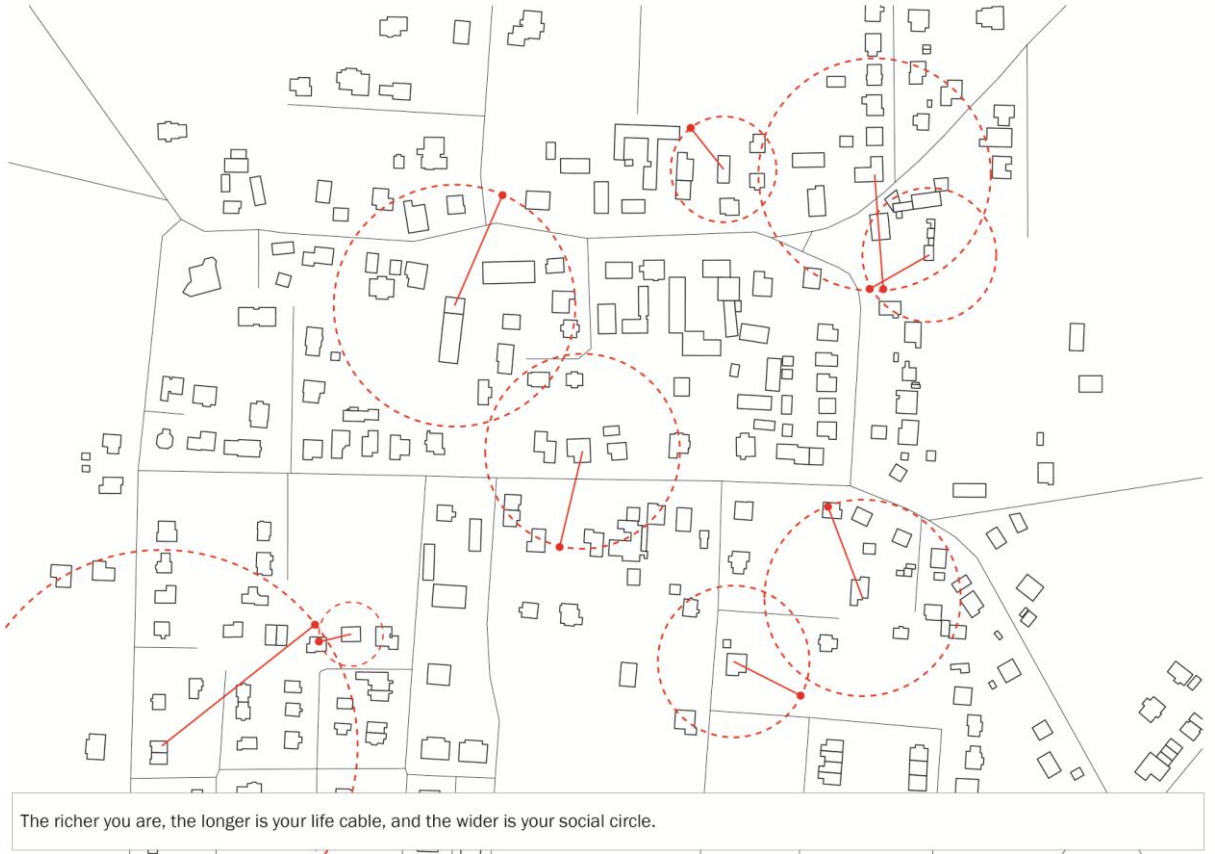 The richer you are, the longer is your life cable, and the wider is your social circle.